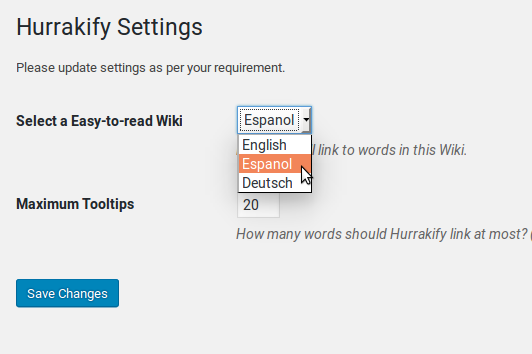 Hurrakify Settings
Please update settings as per your requirement.
Select a Easy-to-read Wiki
Espanol
English
link to words in this Wiki.
Espanol
Deutsch
Maximum Tooltips
20
How many words should Hurrakify link at most? (
Save Changes